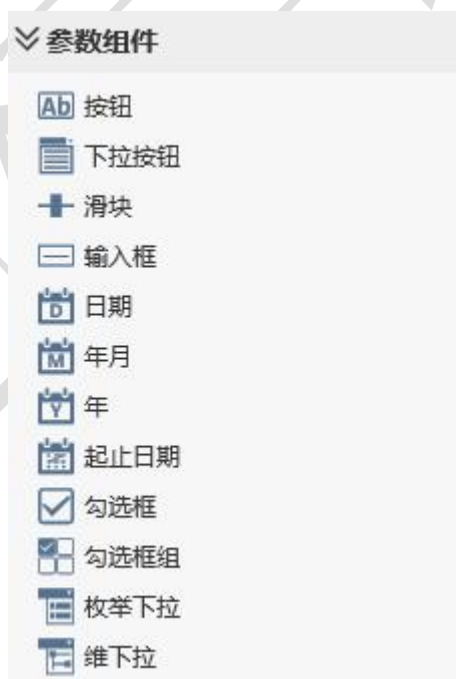 参数组件
Ab 按钮
下拉按钮
滑块
输入框
D 日期
M 年月
Y 年
起止日期
勾选框
勾选框组
枚举下拉
维下拉